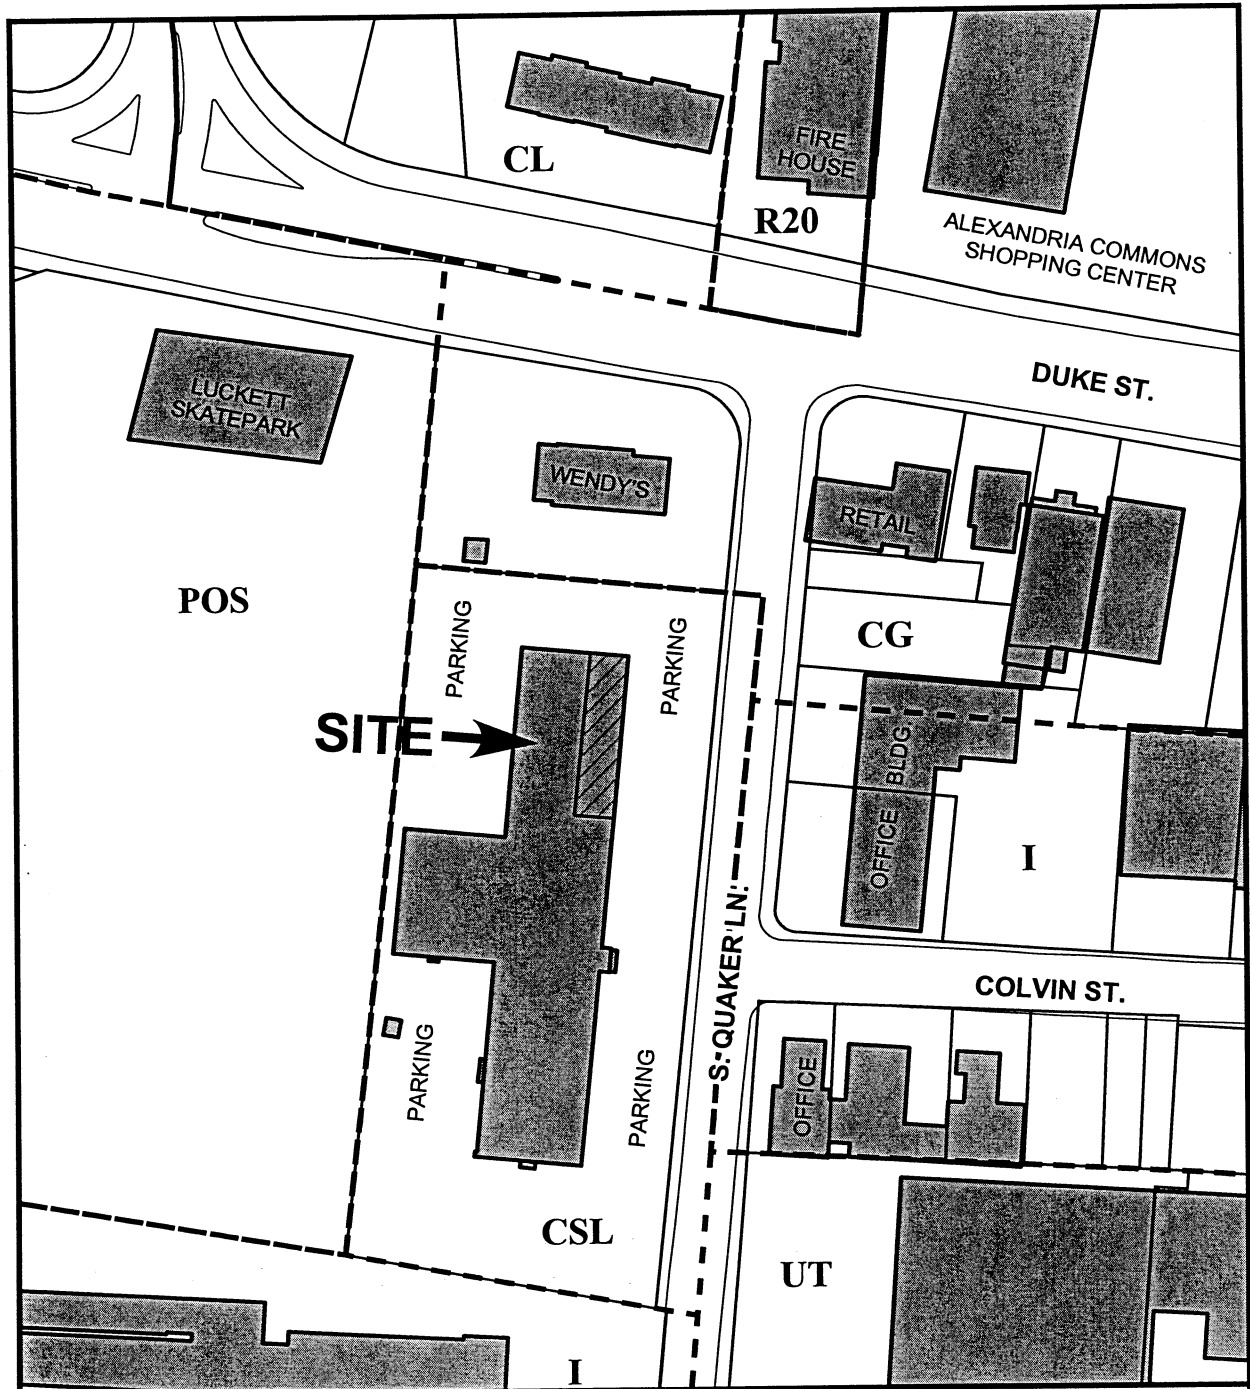 FIRE
HOUSE
CL
R20
ALEXANDRIA COMMONS
SHOPPING CENTER
DUKE ST.
LUCKETT
SKATEPARK
WENDY'S
RETAIL
POS
PARKING
PARKING
CG
SITE
OFFICE BLDG.
I
S. QUAKER LN.
COLVIN ST.
PARKING
PARKING
OFFICE
CSL
UT
I